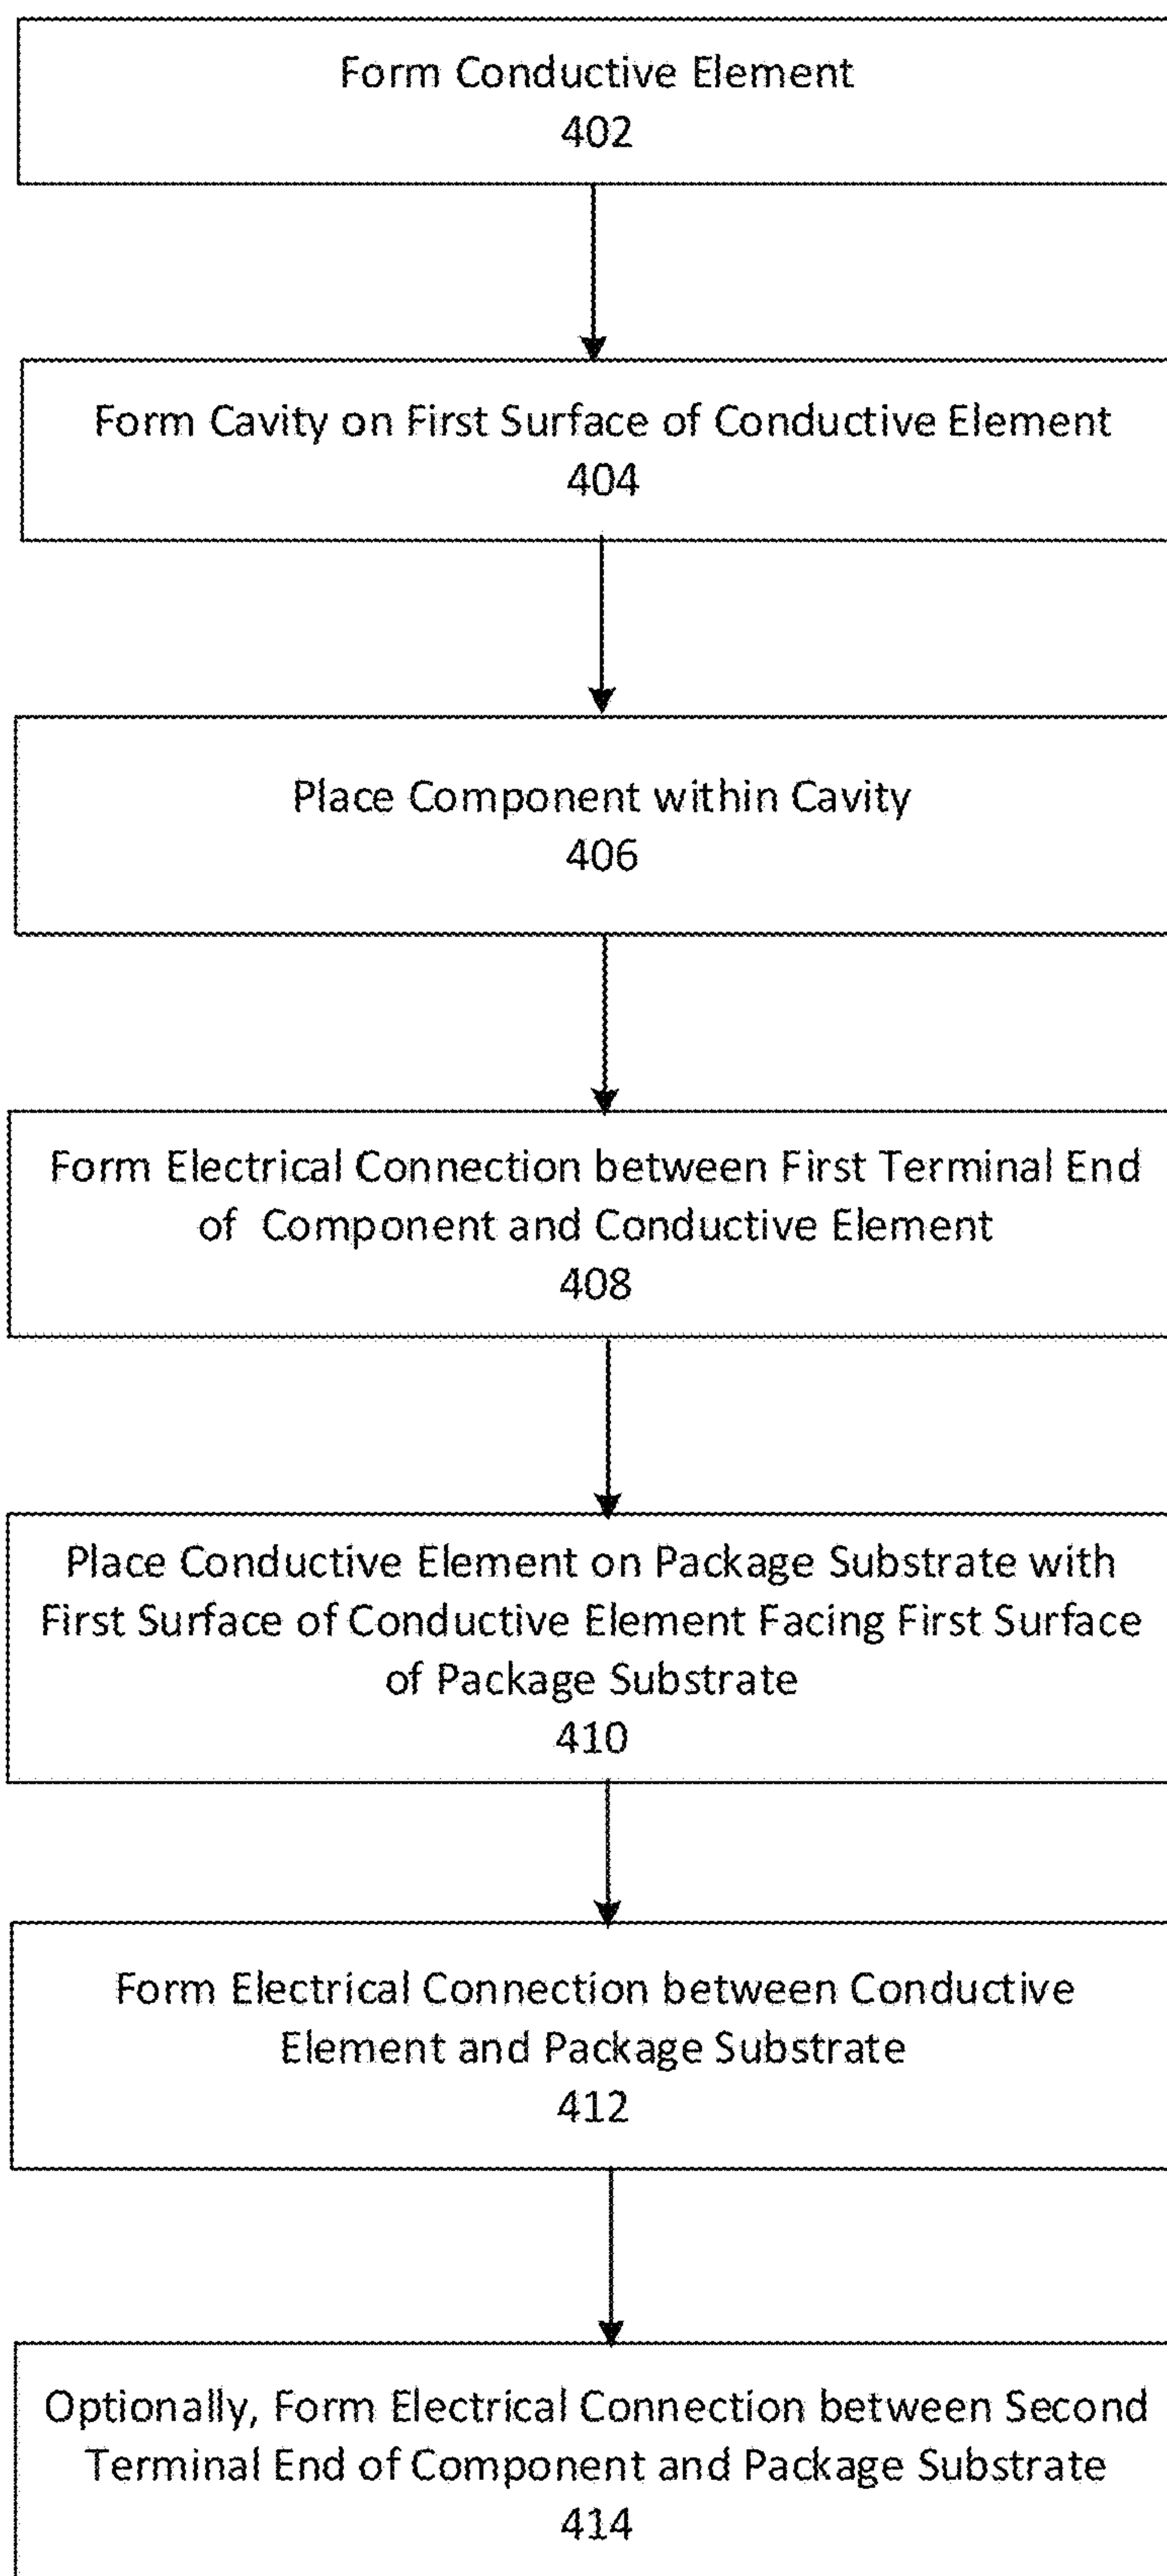 Form Conductive Element
402
Form Cavity on First Surface of Conductive Element
404
Place Component within Cavity
406
Form Electrical Connection between First Terminal End
of Component and Conductive Element
408
Place Conductive Element on Package Substrate with
First Surface of Conductive Element Facing First Surface
of Package Substrate
410
Form Electrical Connection between Conductive
Element and Package Substrate
412
Optionally, Form Electrical Connection between Second
Terminal End of Component and Package Substrate
414